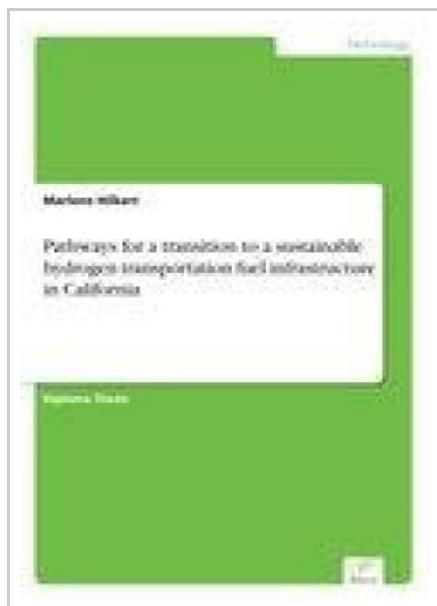 Technology
Marlene Hilkert
Pathways for a transition to a sustainable
hydrogen transportation fuel infrastructure
in California
Diploma Thesis